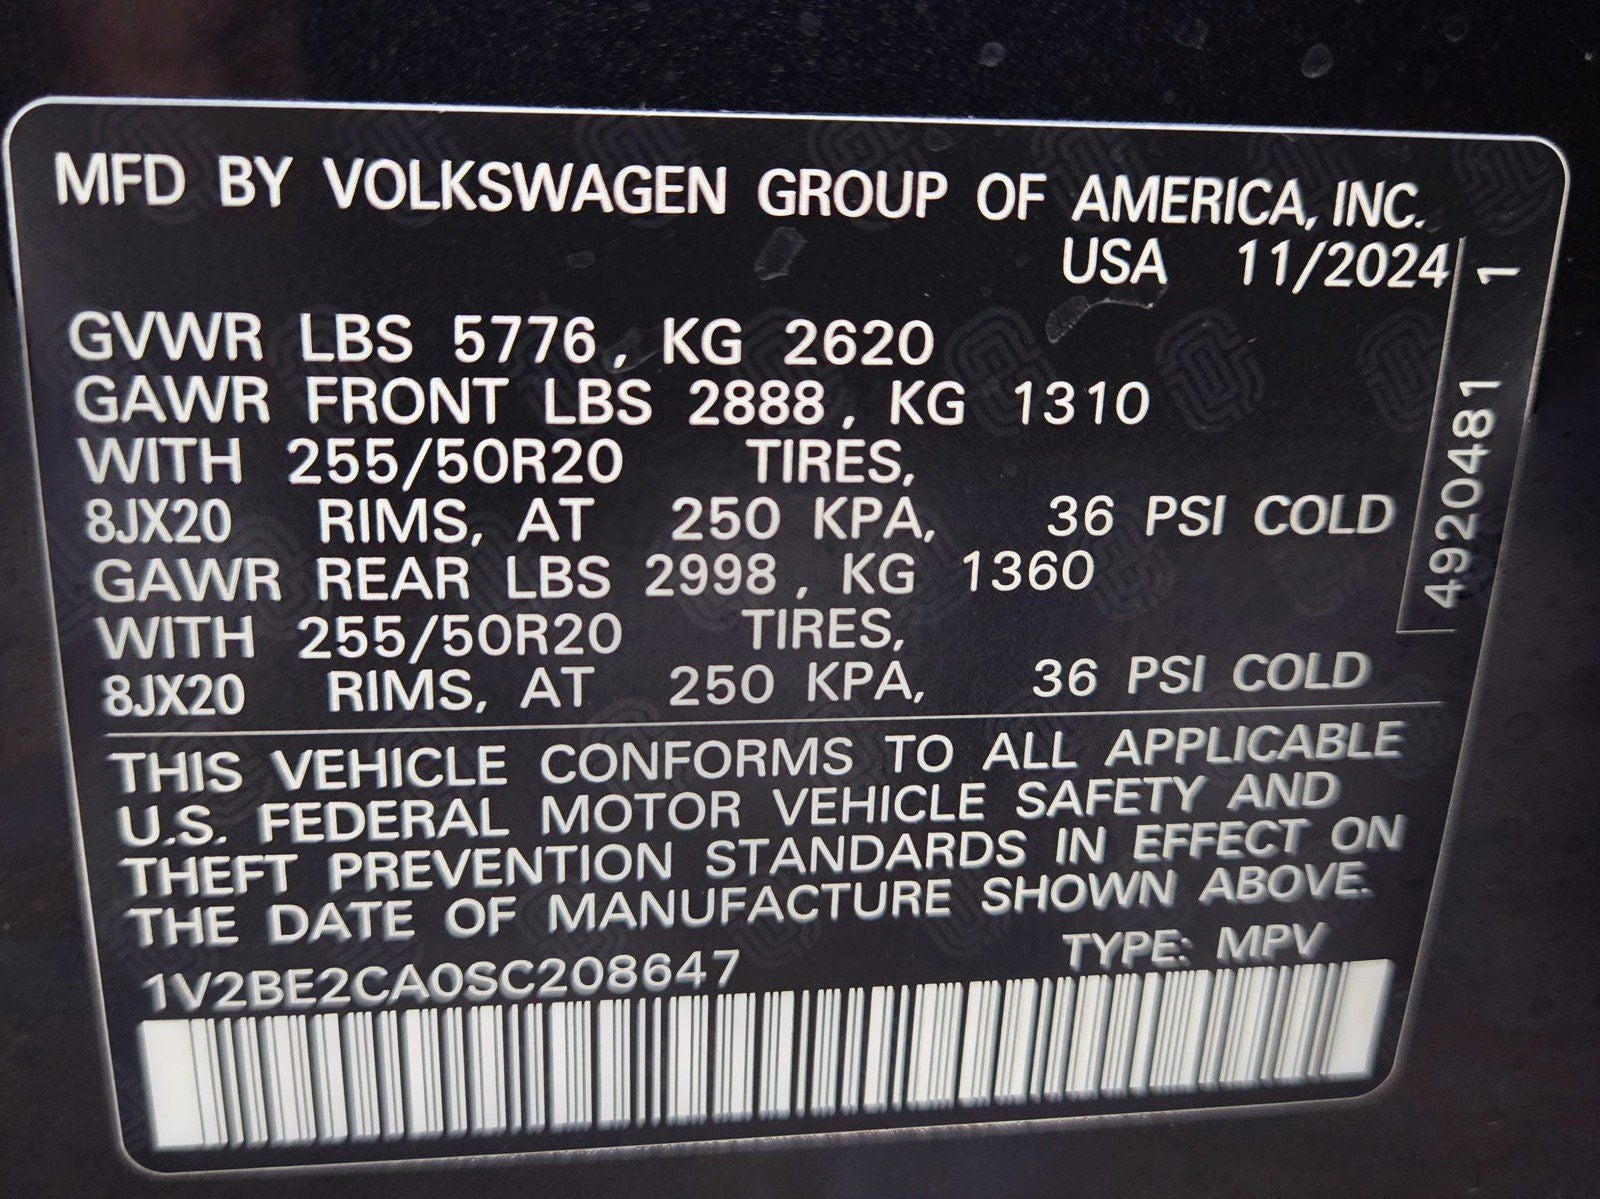 MFD BY VOLKSWAGEN GROUP OF AMERICA, INC.
USA 11/2024
GVWR LBS 5776, KG 2620
GAWR FRONT LBS 2888, KG 1310
WITH 255/50R20 TIRES,
8JX20 RIMS, AT 250 KPA, 36 PSI COLD
GAWR REAR LBS 2998, KG 1360
WITH 255/50R20 TIRES,
8JX20 RIMS, AT 250 KPA, 36 PSI COLD
4920481 1
THIS VEHICLE CONFORMS TO ALL APPLICABLE
U.S. FEDERAL MOTOR VEHICLE SAFETY AND
THEFT PREVENTION STANDARDS IN EFFECT ON
THE DATE OF MANUFACTURE SHOWN ABOVE.
1V2BE2CA0SC208647 TYPE: MPV